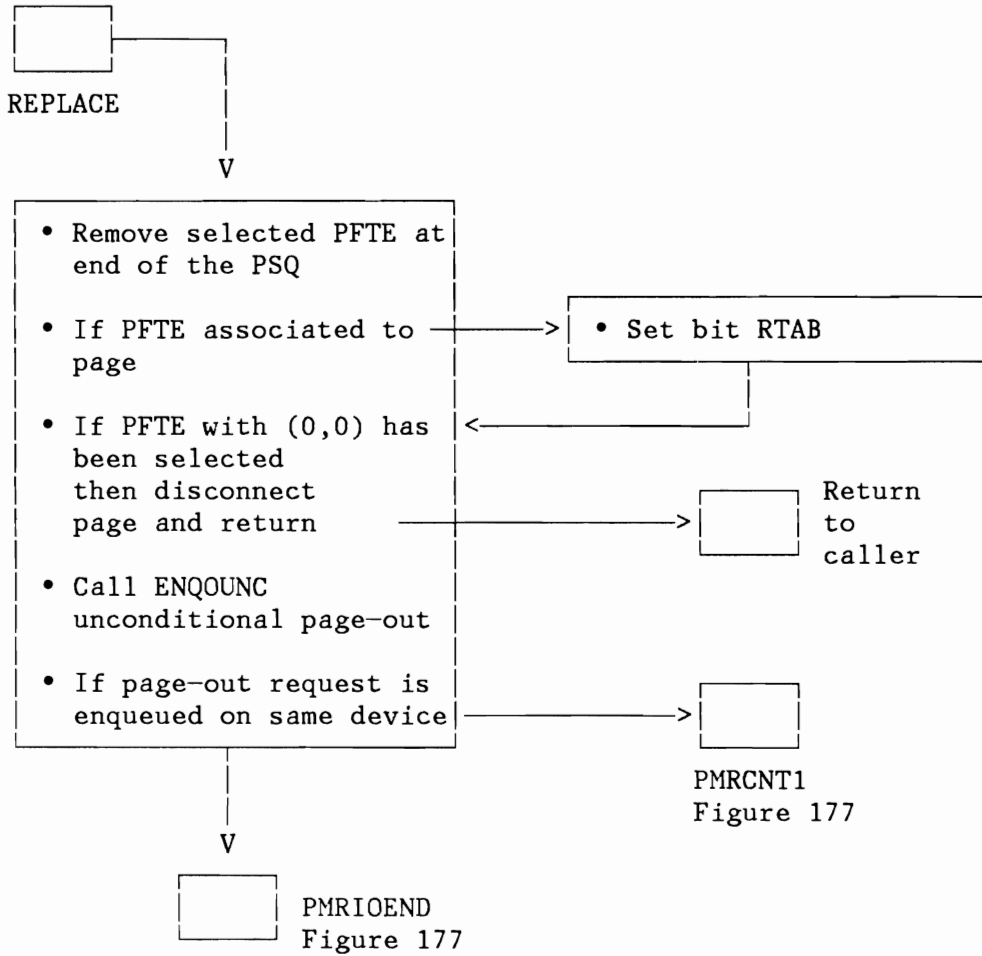 REPLACE
V
• Remove selected PFTE at
end of the PSQ
• If PFTE associated to
page
• Set bit RTAB
• If PFTE with (0,0) has
been selected
then disconnect
page and return
Return
to
caller
• Call ENQOUNC
unconditional page-out
• If page-out request is
enqueued on same device
PMRCNT1
Figure 177
V
PMRIOEND
Figure 177